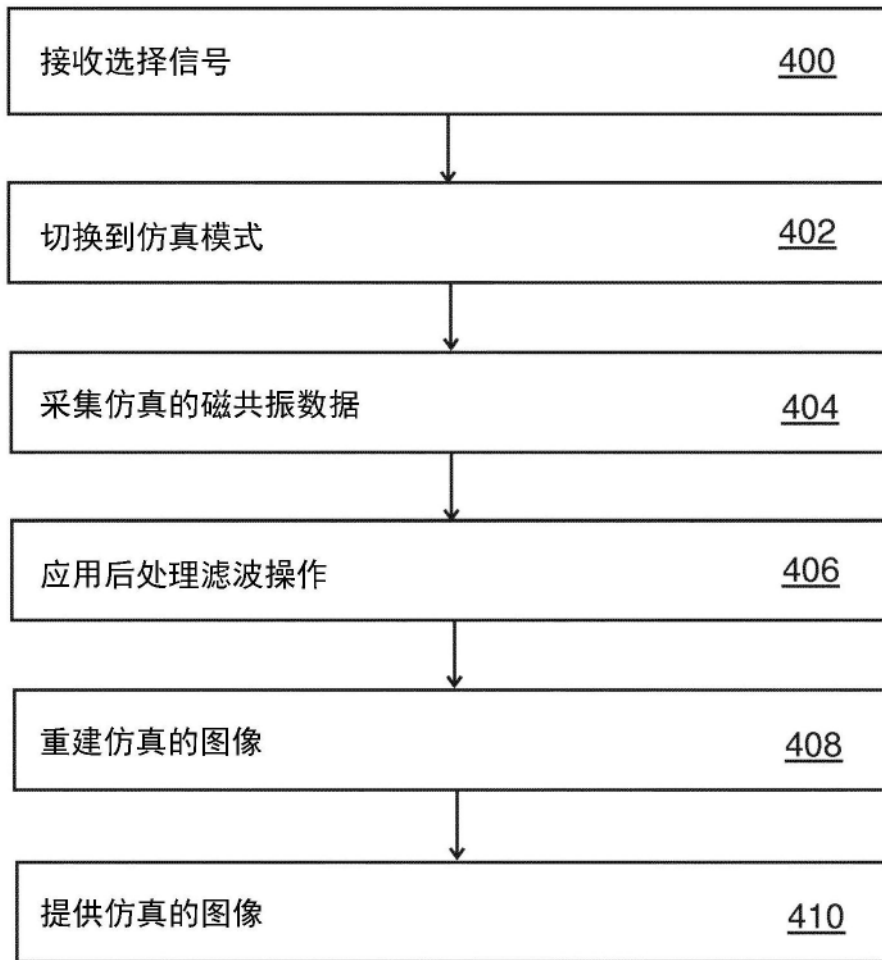 接收选择信号 400
切换到仿真模式 402
采集仿真的磁共振数据 404
应用后处理滤波操作 406
重建仿真的图像 408
提供仿真的图像 410